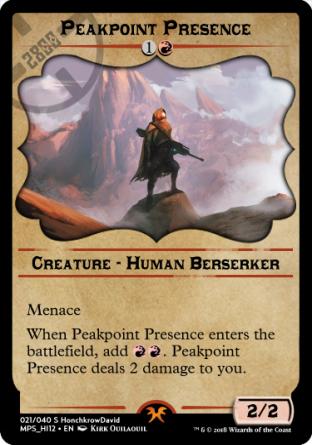 2800
Peakpoint Presence
1
Creature - Human Berserker
Menace
When Peakpoint Presence enters the
battlefield, add . Peakpoint
Presence deals 2 damage to you.
2/2
021/040 S HonchkrowDavid
MPS_HI12 • EN Kirk Quilaquil
™ & © 2018 Wizards of the Coast